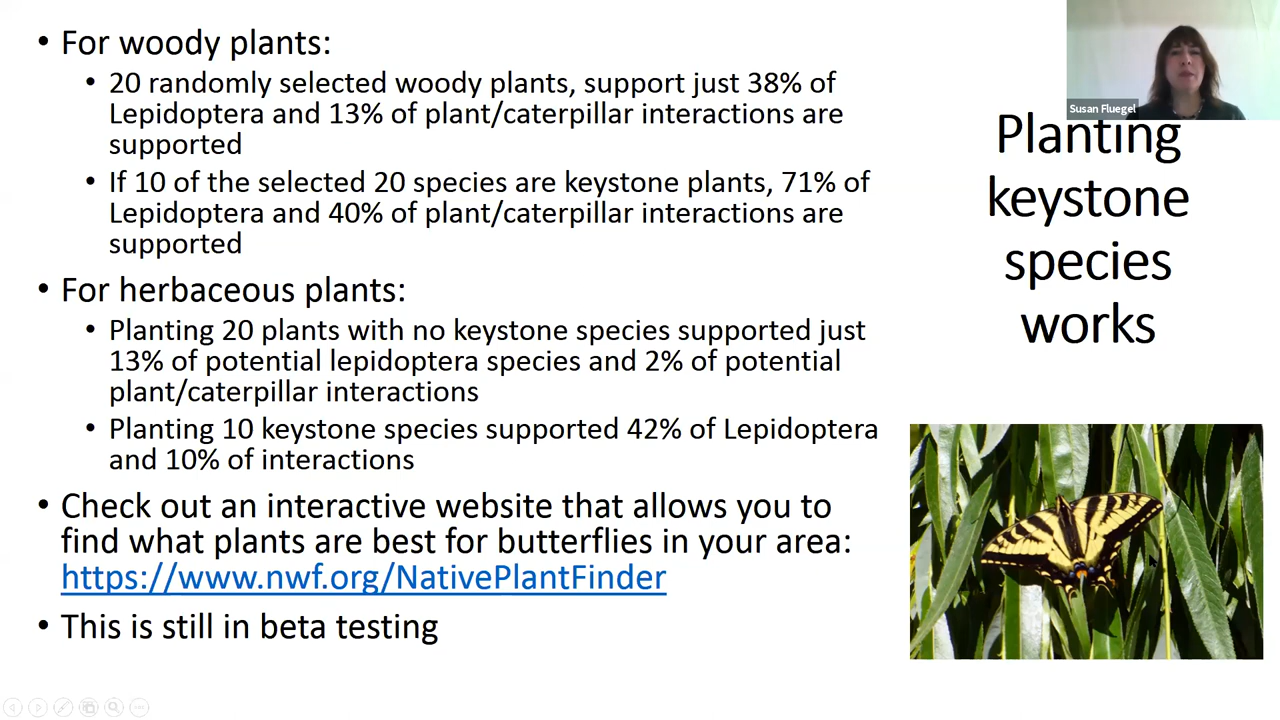 • For woody plants:
• 20 randomly selected woody plants, support just 38% of
Lepidoptera and 13% of plant/caterpillar interactions are
supported
• If 10 of the selected 20 species are keystone plants, 71% of
Lepidoptera and 40% of plant/caterpillar interactions are
supported
• For herbaceous plants:
• Planting 20 plants with no keystone species supported just
13% of potential lepidoptera species and 2% of potential
plant/caterpillar interactions
• Planting 10 keystone species supported 42% of Lepidoptera
and 10% of interactions
• Check out an interactive website that allows you to
find what plants are best for butterflies in your area:
https://www.nwf.org/NativePlantFinder
• This is still in beta testing
Susan Fluegel
Planting
keystone
species
works